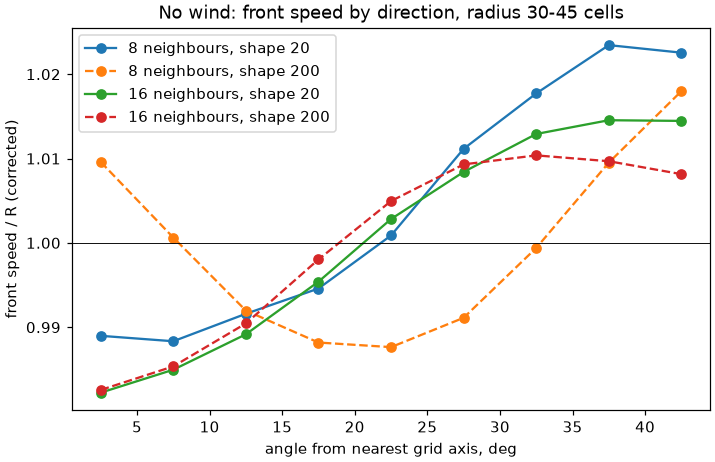 No wind: front speed by direction, radius 30-45 cells
8 neighbours, shape 20
8 neighbours, shape 200
16 neighbours, shape 20
16 neighbours, shape 200
front speed / R (corrected)
1.02
1.01
1.00
0.99
5 10 15 20 25 30 35 40
angle from nearest grid axis, deg